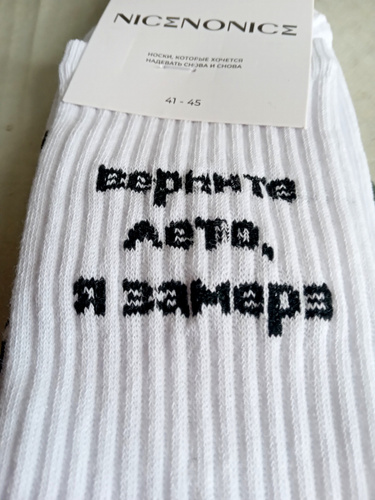 NICENONICE
НОСКИ, КОТОРЫЕ ХОЧЕТСЯ
НАДЕВАТЬ СНОВА И СНОВА
41 - 45
верните
лето,
я замерз